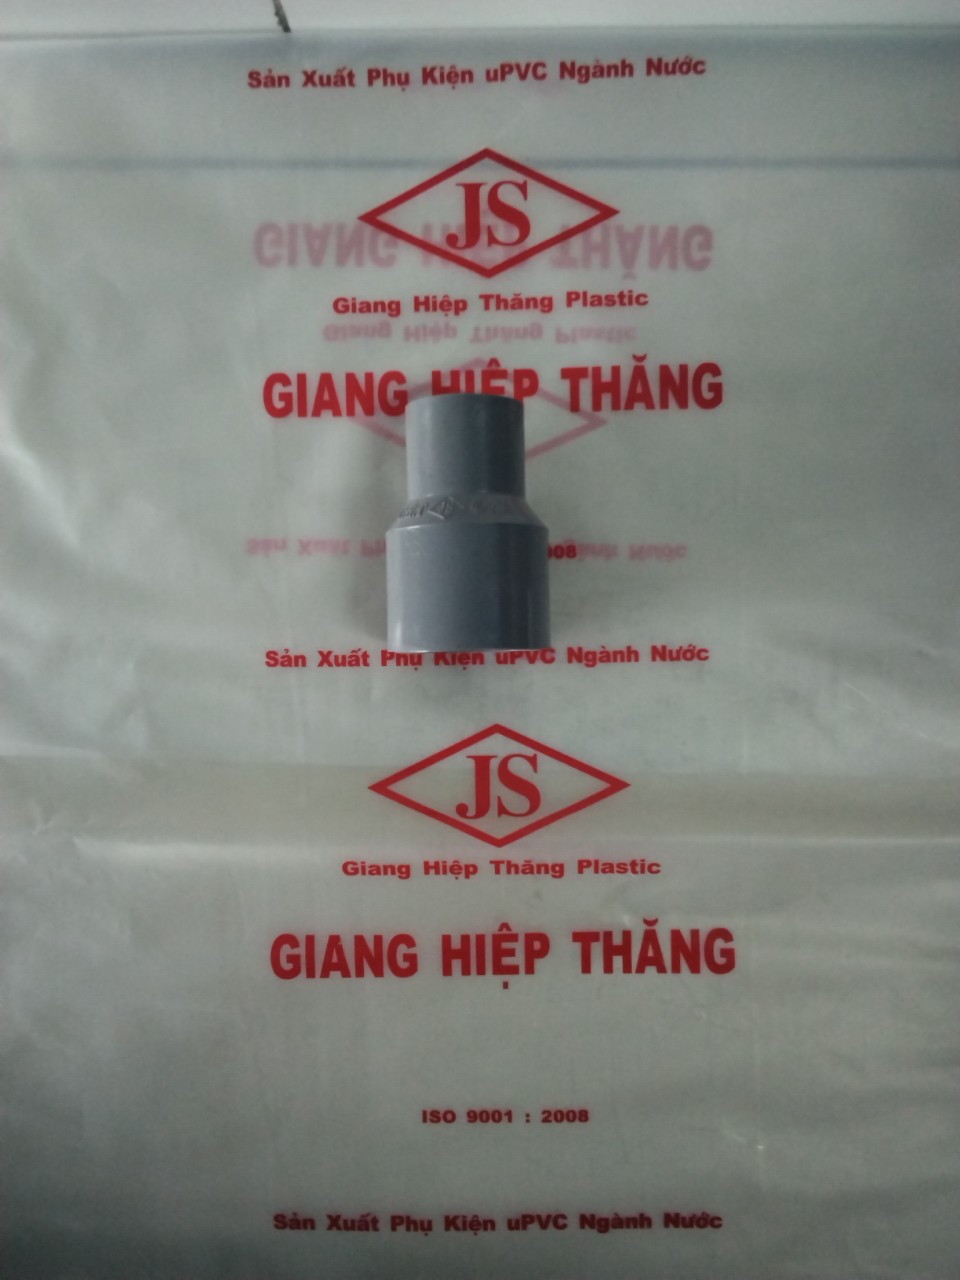 Sản Xuất Phụ Kiện uPVC Ngành Nước
JS
Giang Hiệp Thăng Plastic
GIANG HIỆP THĂNG
Sản Xuất Phụ Kiện uPVC Ngành Nước
JS
Giang Hiệp Thăng Plastic
GIANG HIỆP THĂNG
ISO 9001 : 2008
Sản Xuất Phụ Kiện uPVC Ngành Nước